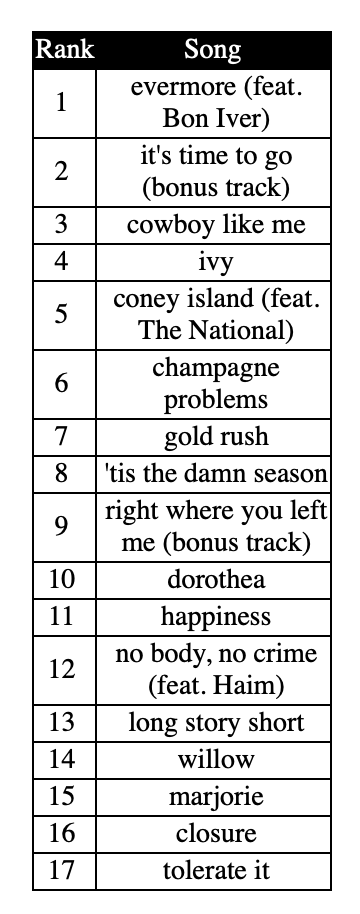 Rank Song
1 evermore (feat.
Bon Iver)
2 it's time to go
(bonus track)
3 cowboy like me
4 ivy
5 coney island (feat.
The National)
6 champagne
problems
7 gold rush
8 'tis the damn season
9 right where you left
me (bonus track)
10 dorothea
11 happiness
12 no body, no crime
(feat. Haim)
13 long story short
14 willow
15 marjorie
16 closure
17 tolerate it